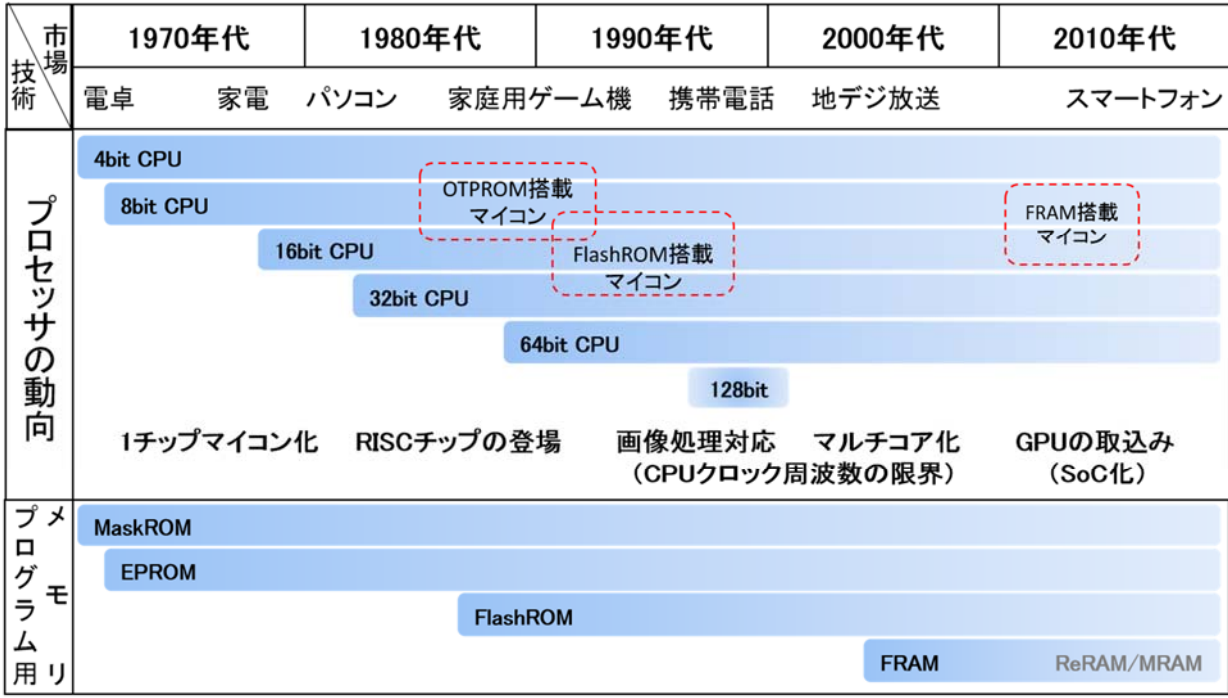 市場
技術
1970年代
1980年代
1990年代
2000年代
2010年代
電卓
家電
パソコン
家庭用ゲーム機
携帯電話
地デジ放送
スマートフォン
プロセッサの動向
4bit CPU
8bit CPU
16bit CPU
32bit CPU
64bit CPU
128bit
OTPROM搭載
マイコン
FlashROM搭載
マイコン
FRAM搭載
マイコン
1チップマイコン化
RISCチップの登場
画像処理対応
マルチコア化
(CPUクロック周波数の限界)
GPUの取込み
(SoC化)
プログラム用
メモリ
MaskROM
EPROM
FlashROM
FRAM
ReRAM/MRAM